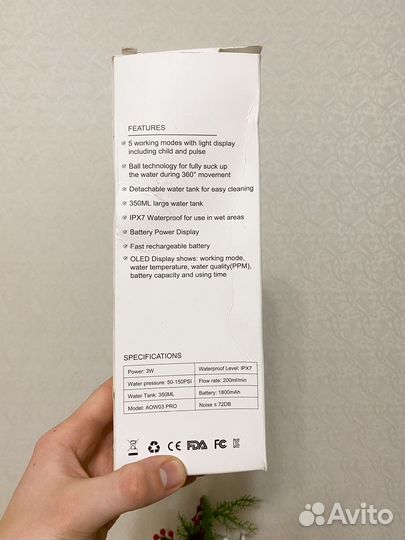 FEATURES
5 working modes with light display
including child and pulse
Ball technology for fully suck up
the water during 360° movement
Detachable water tank for easy cleaning
350ML large water tank
IPX7 Waterproof for use in wet areas
Battery Power Display
Fast rechargeable battery
OLED Display shows: working mode,
water temperature, water quality(PPM),
battery capacity and using time
SPECIFICATIONS
Power: 3W Waterproof Level: IPX7
Water pressure: 50-150PSI Flow rate: 200ml/min
Water Tank: 350ML Battery: 1800mAh
Model: AOW03 PRO Noise ≤ 72DB
CE FDA FC
Avito